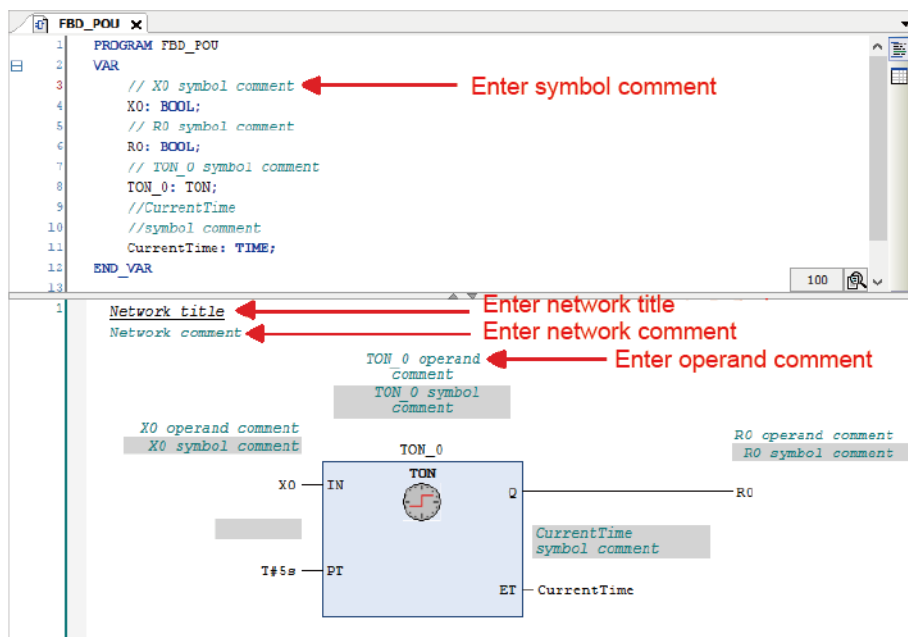 FBD_POU
1 PROGRAM FBD_POU
2 VAR
3 // X0 symbol comment
Enter symbol comment
4 X0: BOOL;
5 // R0 symbol comment
6 R0: BOOL;
7 // TON_0 symbol comment
8 TON_0: TON;
9 //CurrentTime
10 //symbol comment
11 CurrentTime: TIME;
12 END_VAR
13
100
1
Network title
Enter network title
Network comment
Enter network comment
TON_0 operand
comment
Enter operand comment
TON_0 symbol
comment
X0 operand comment
X0 symbol comment
R0 operand comment
R0 symbol comment
TON_0
TON
X0 IN
Q R0
CurrentTime
symbol comment
T#5s PT
ET CurrentTime